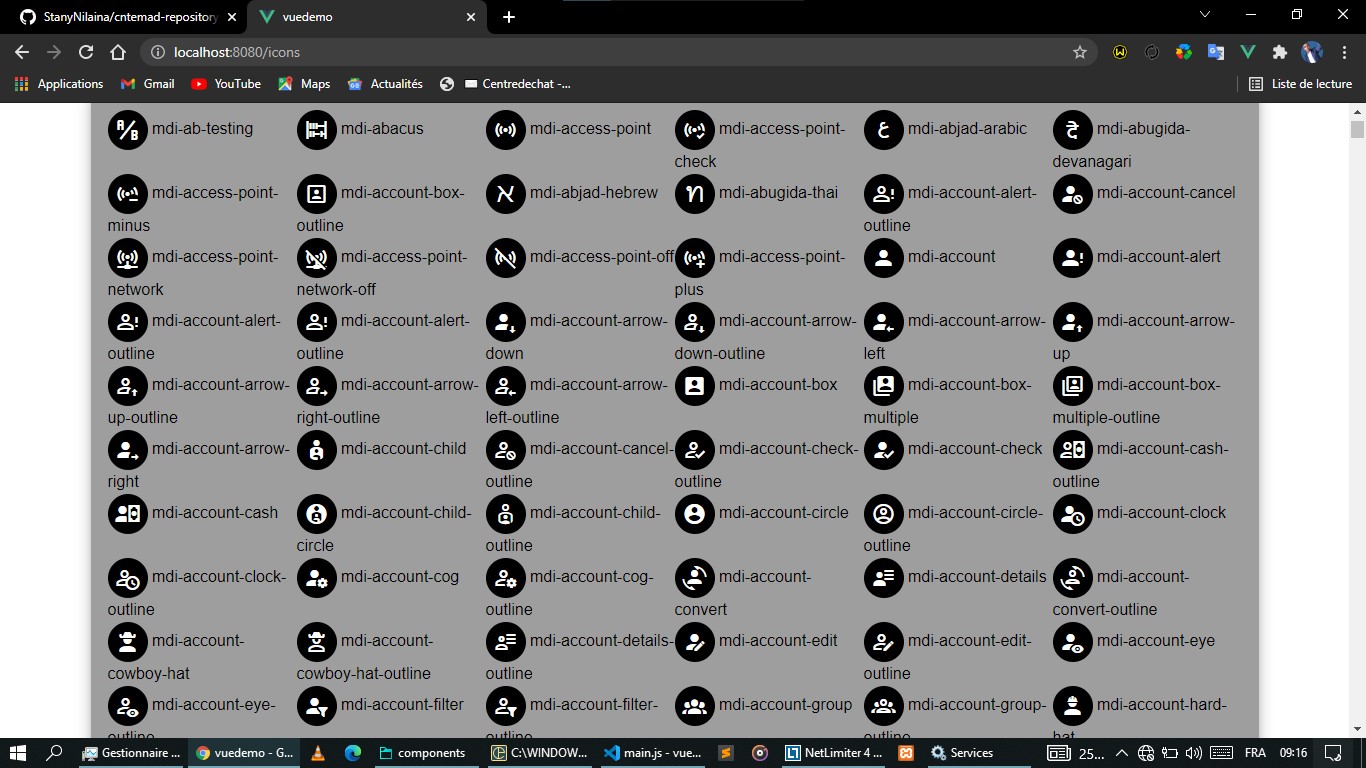 StanyNilaina/cntemad-repository
vuedemo
localhost:8080/icons
Applications
Gmail
YouTube
Maps
Actualités
Centredechat -...
Liste de lecture
A/B mdi-ab-testing
mdi-abacus
mdi-access-point
mdi-access-point-
check
ع mdi-abjad-arabic
mdi-abugida-
devanagari
mdi-access-point-
minus
mdi-account-box-
outline
א mdi-abjad-hebrew
ท mdi-abugida-thai
mdi-account-alert-
outline
mdi-account-cancel
mdi-access-point-
network
mdi-access-point-
network-off
mdi-access-point-off
mdi-access-point-
plus
mdi-account
mdi-account-alert
mdi-account-alert-
outline
mdi-account-alert-
outline
mdi-account-arrow-
down
mdi-account-arrow-
down-outline
mdi-account-arrow-
left
mdi-account-arrow-
up
mdi-account-arrow-
up-outline
mdi-account-arrow-
right-outline
mdi-account-arrow-
left-outline
mdi-account-box
mdi-account-box-
multiple
mdi-account-box-
multiple-outline
mdi-account-arrow-
right
mdi-account-child
mdi-account-cancel-
outline
mdi-account-check-
outline
mdi-account-check
mdi-account-cash-
outline
mdi-account-cash
mdi-account-child-
circle
mdi-account-child-
outline
mdi-account-circle
mdi-account-circle-
outline
mdi-account-clock
mdi-account-clock-
outline
mdi-account-cog
mdi-account-cog-
outline
mdi-account-
convert
mdi-account-details
mdi-account-
convert-outline
mdi-account-
cowboy-hat
mdi-account-
cowboy-hat-outline
mdi-account-details-
outline
mdi-account-edit
mdi-account-edit-
outline
mdi-account-eye
mdi-account-eye-
outline
mdi-account-filter
mdi-account-filter-
outline
mdi-account-group
mdi-account-group-
outline
mdi-account-hard-
hat
Gestionnaire ...
vuedemo - G...
components
C:\WINDOW...
main.js - vue...
NetLimiter 4 ...
Services
25...
FRA
09:16